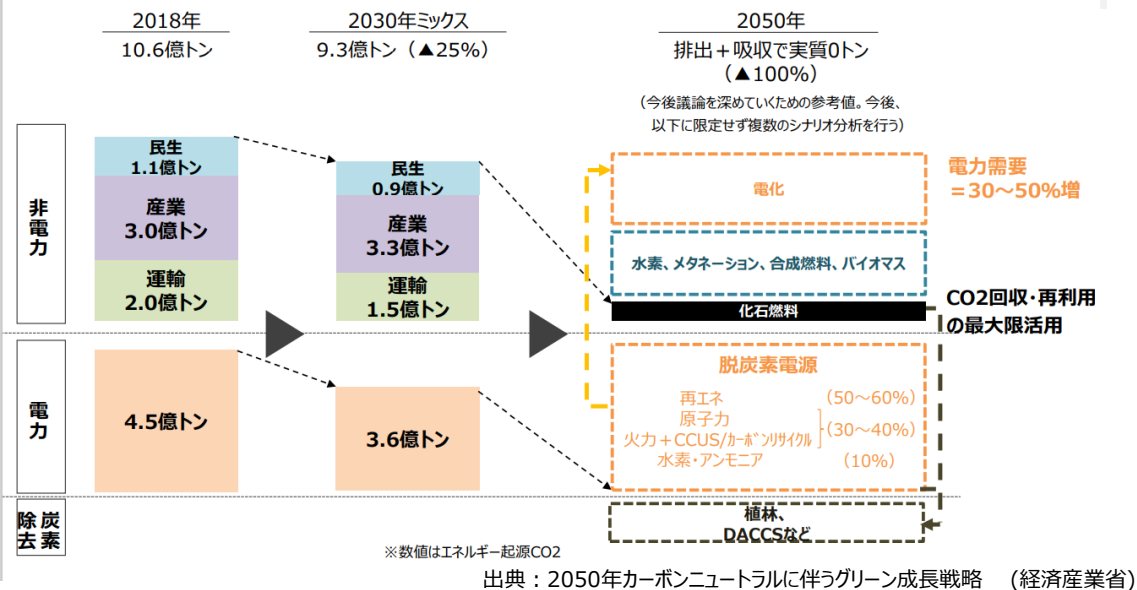 2018年
10.6億トン
2030年ミックス
9.3億トン（▲25%）
2050年
排出＋吸収で実質0トン
（▲100%）
（今後議論を深めていくための参考値。今後、
以下に限定せず複数のシナリオ分析を行う）
非電力
民生
1.1億トン
産業
3.0億トン
運輸
2.0億トン
民生
0.9億トン
産業
3.3億トン
運輸
1.5億トン
電化
電力需要
＝30～50%増
水素、メタネーション、合成燃料、バイオマス
化石燃料
CO2回収・再利用
の最大限活用
電力
4.5億トン
3.6億トン
脱炭素電源
再エネ （50～60%）
原子力
火力＋CCUS/カーボンリサイクル （30～40%）
水素・アンモニア （10%）
炭素除去
植林、
DACCSなど
※数値はエネルギー起源CO2
出典：2050年カーボンニュートラルに伴うグリーン成長戦略 (経済産業省)